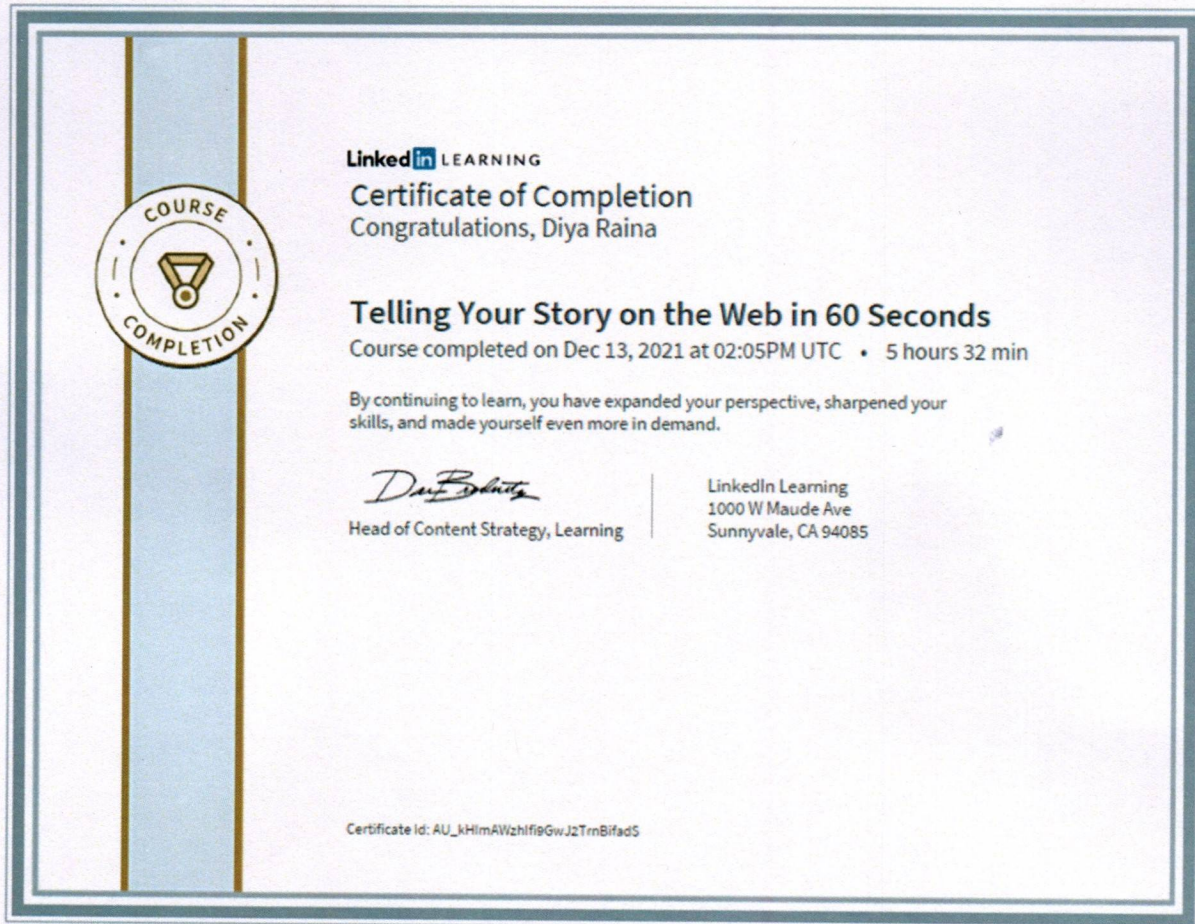 COURSE
COMPLETION
Linked in LEARNING
Certificate of Completion
Congratulations, Diya Raina
Telling Your Story on the Web in 60 Seconds
Course completed on Dec 13, 2021 at 02:05PM UTC • 5 hours 32 min
By continuing to learn, you have expanded your perspective, sharpened your
skills, and made yourself even more in demand.
Head of Content Strategy, Learning
LinkedIn Learning
1000 W Maude Ave
Sunnyvale, CA 94085
Certificate Id: